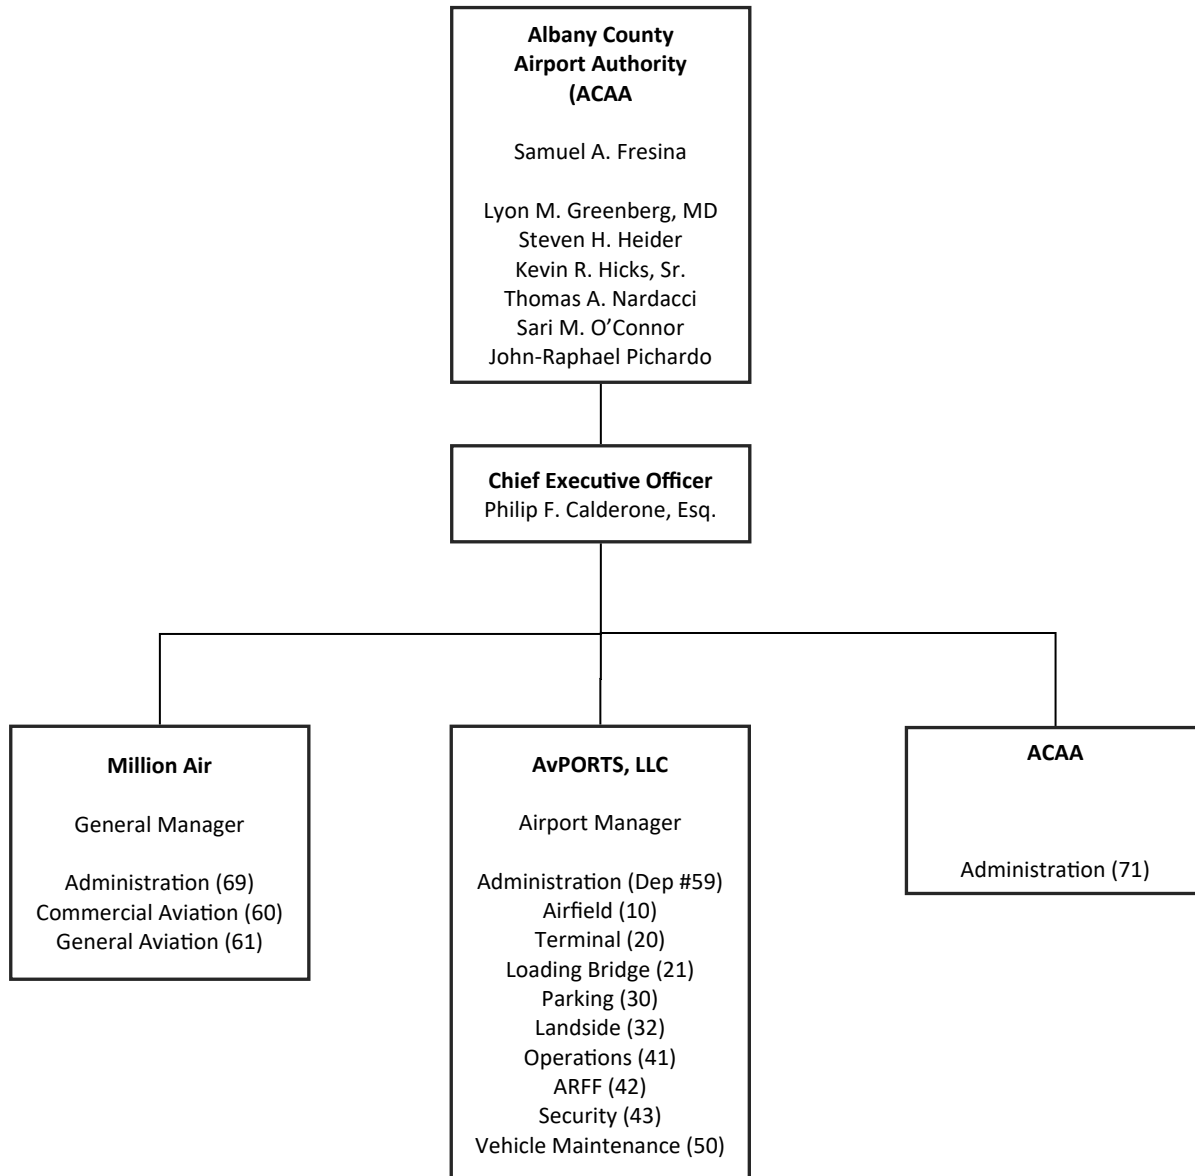 Albany County
Airport Authority
(ACAA
Samuel A. Fresina
Lyon M. Greenberg, MD
Steven H. Heider
Kevin R. Hicks, Sr.
Thomas A. Nardacci
Sari M. O’Connor
John-Raphael Pichardo
Chief Executive Officer
Philip F. Calderone, Esq.
Million Air
General Manager
Administration (69)
Commercial Aviation (60)
General Aviation (61)
AvPORTS, LLC
Airport Manager
Administration (Dep #59)
Airfield (10)
Terminal (20)
Loading Bridge (21)
Parking (30)
Landside (32)
Operations (41)
ARFF (42)
Security (43)
Vehicle Maintenance (50)
ACAA
Administration (71)